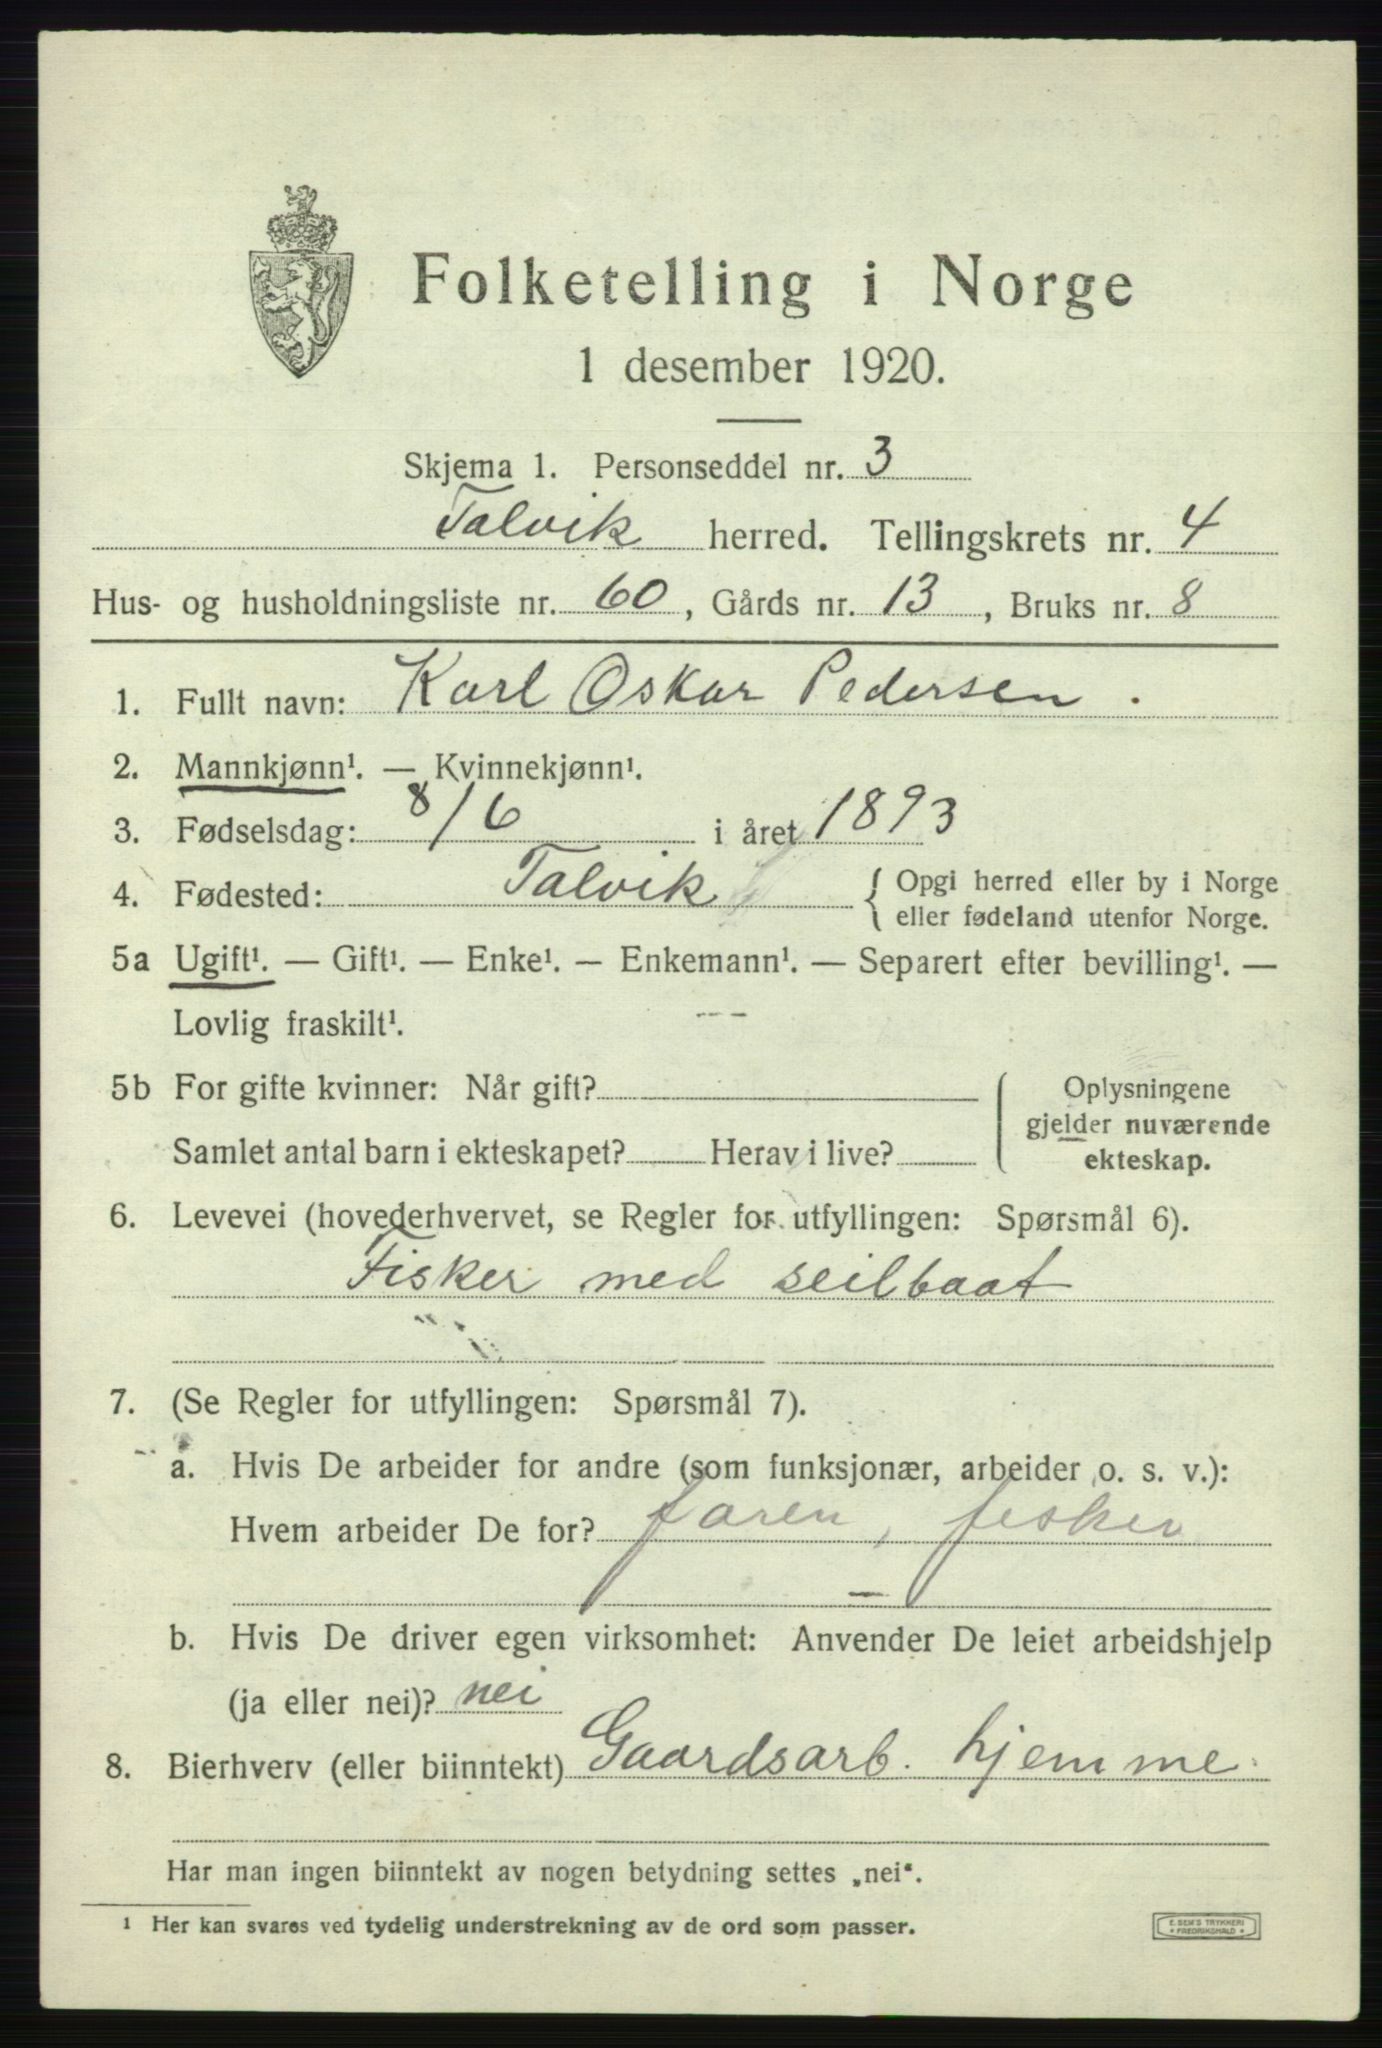 Folketelling i Norge
1 desember 1920.
Skjema 1. Personseddel nr. 3
Talvik herred. Tellingskrets nr. 4
Hus- og husholdningsliste nr. 60, Gårds nr. 13, Bruks nr. 8
1. Fullt navn: Karl Oskar Pedersen.
2. Mannkjønn¹. — Kvinnekjønn¹.
3. Fødselsdag: 8/6 i året 1893
4. Fødested: Talvik { Opgi herred eller by i Norge
eller fødeland utenfor Norge.
5a Ugift¹. — Gift¹. — Enke¹. — Enkemann¹. — Separert efter bevilling¹. —
Lovlig fraskilt¹.
5b For gifte kvinner: Når gift?
Samlet antal barn i ekteskapet? Herav i live?
Oplysningene
gjelder nuværende
ekteskap.
6. Levevei (hovederhvervet, se Regler for utfyllingen: Spørsmål 6).
Fisker med seilbaat
7. (Se Regler for utfyllingen: Spørsmål 7).
a. Hvis De arbeider for andre (som funksjonær, arbeider o. s. v.):
Hvem arbeider De for? faren, fisker
b. Hvis De driver egen virksomhet: Anvender De leiet arbeidshjelp
(ja eller nei)? nei
8. Bierhverv (eller biinntekt) Gaardsarb. hjemme.
Har man ingen biinntekt av nogen betydning settes „nei“.
¹ Her kan svares ved tydelig understrekning av de ord som passer.
E. SEM'S TRYKKERI
* FREDRIKSHALD *